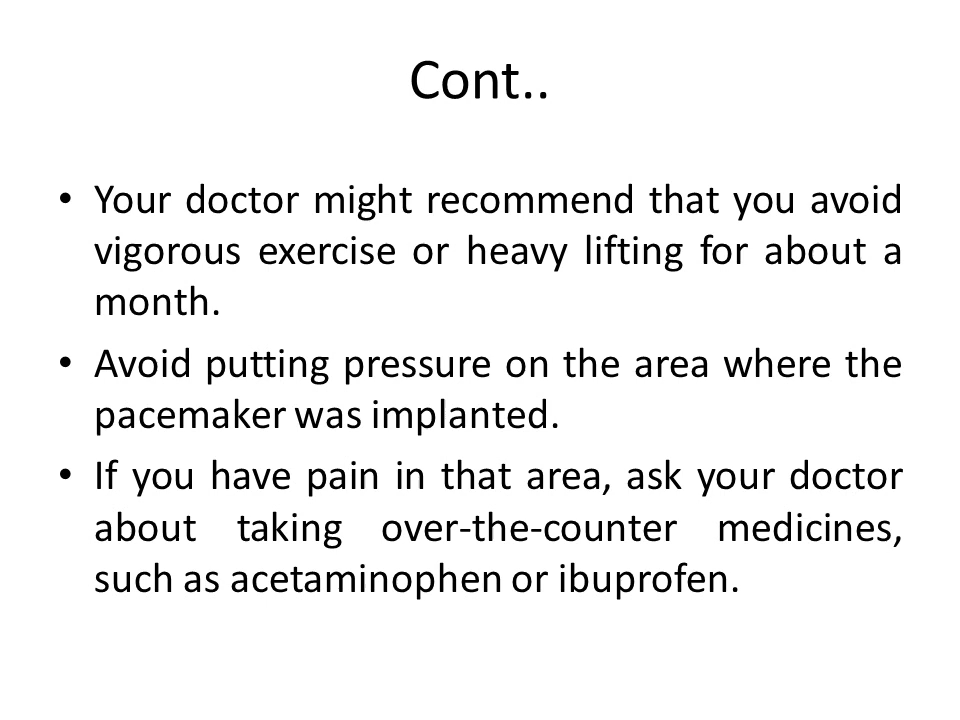 Cont..
• Your doctor might recommend that you avoid
vigorous exercise or heavy lifting for about a
month.
• Avoid putting pressure on the area where the
pacemaker was implanted.
• If you have pain in that area, ask your doctor
about taking over-the-counter medicines,
such as acetaminophen or ibuprofen.